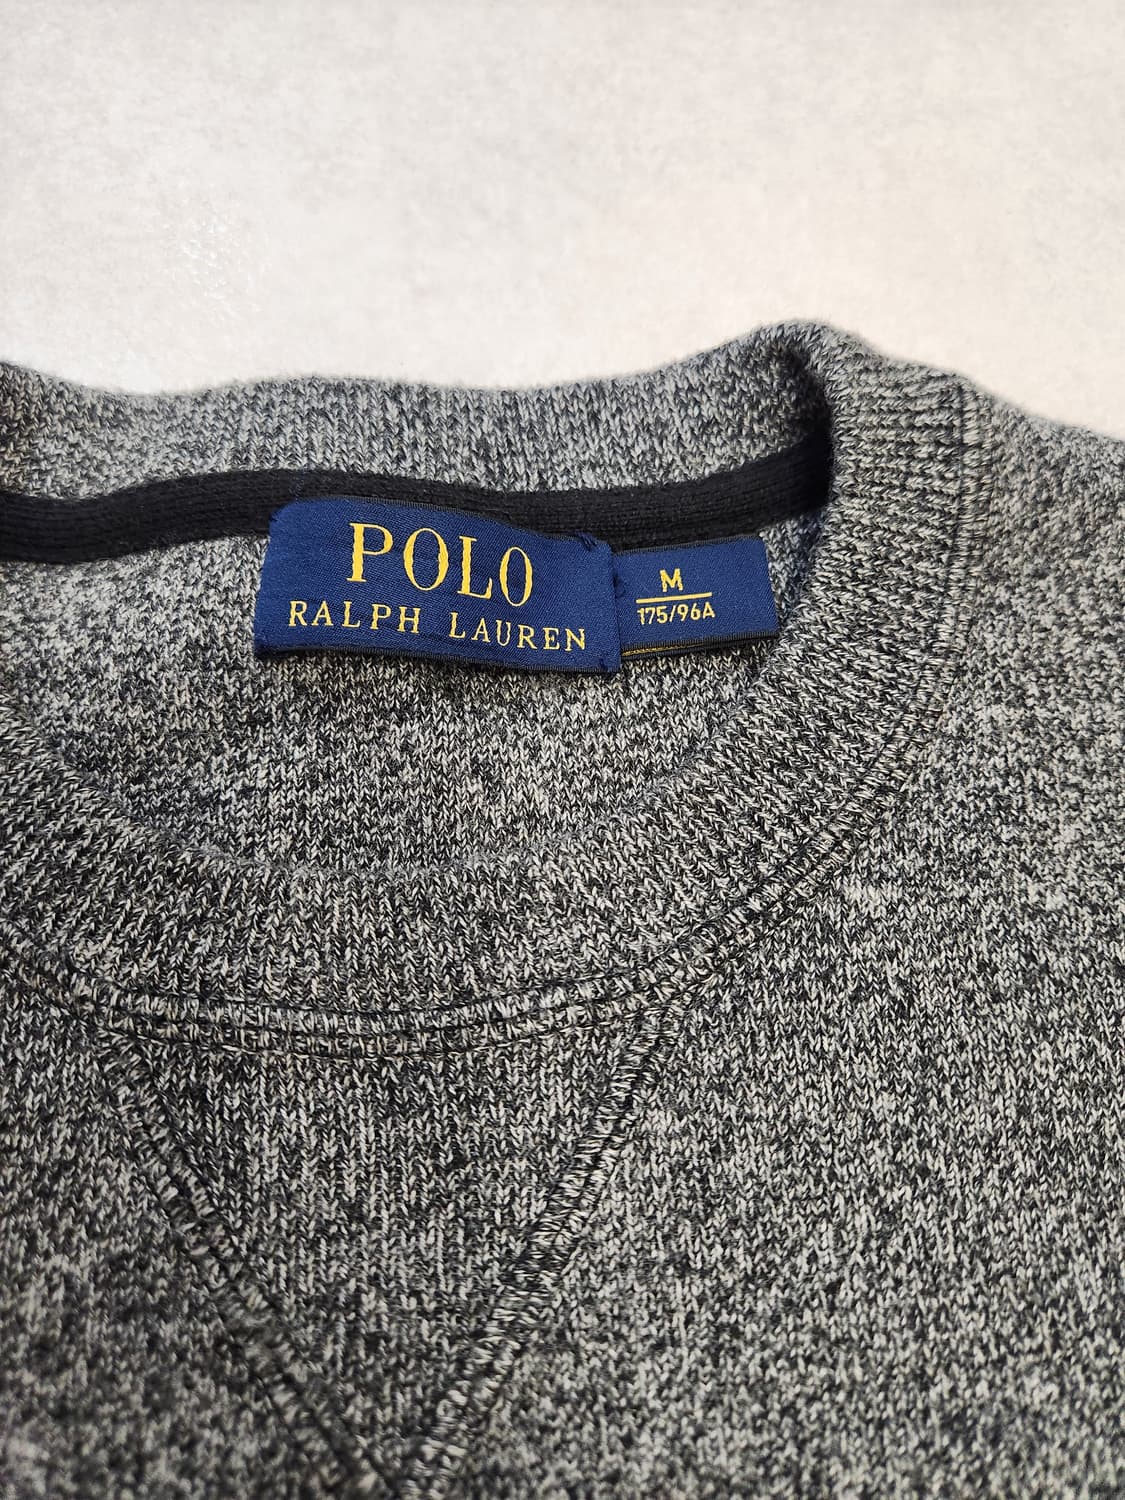 POLO
RALPH LAUREN
M
175/96A